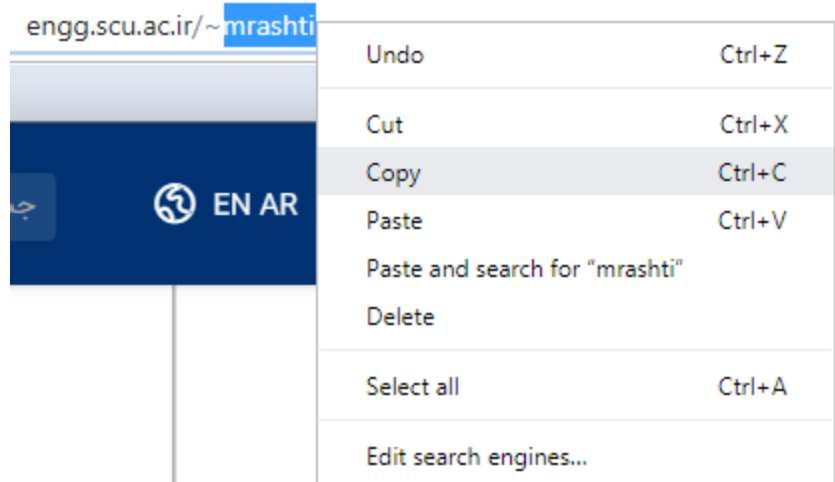 engg.scu.ac.ir/~mrashti
Undo Ctrl+Z
Cut Ctrl+X
Copy Ctrl+C
EN AR
Paste Ctrl+V
Paste and search for “mrashti”
Delete
Select all Ctrl+A
Edit search engines...